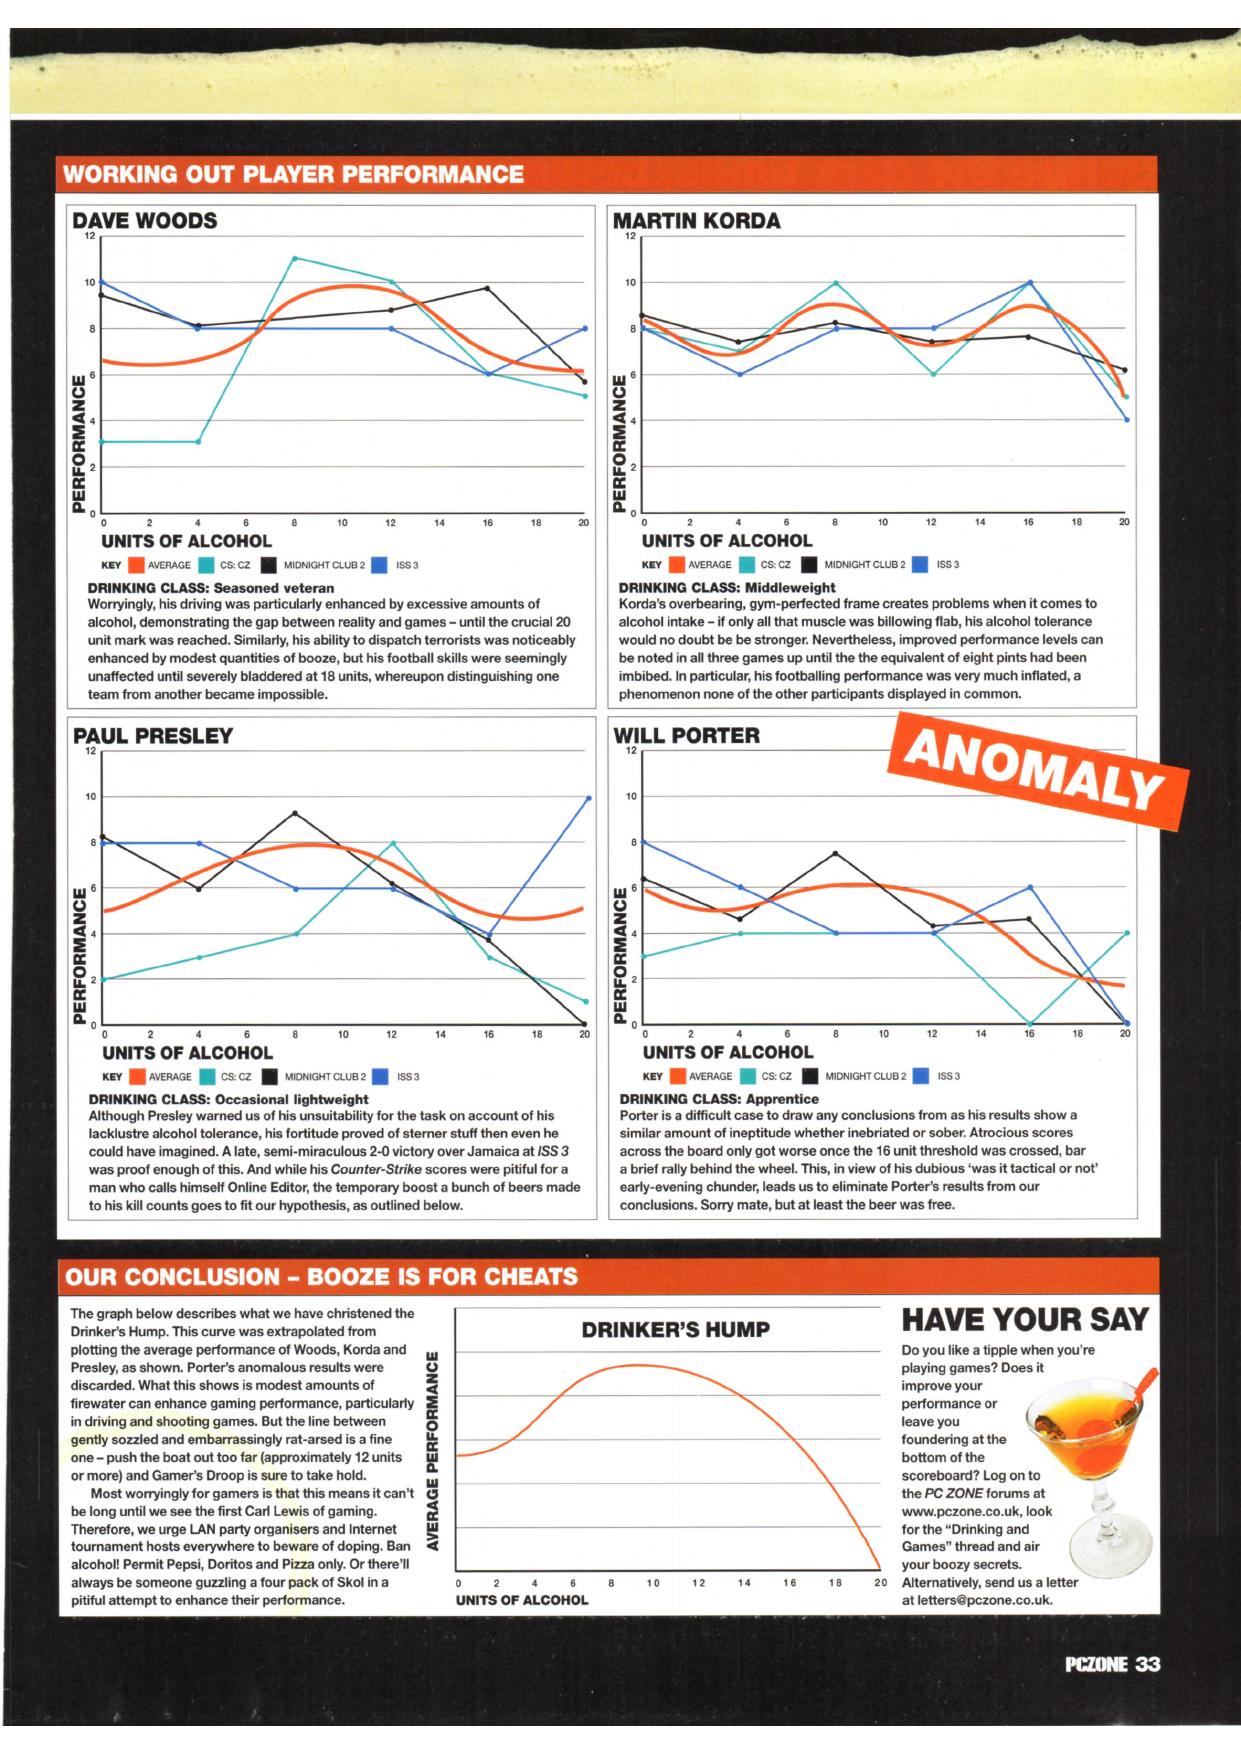 WORKING OUT PLAYER PERFORMANCE
DAVE WOODS
12
10
8
6
4
2
0
PERFORMANCE
0 2 4 6 8 10 12 14 16 18 20
UNITS OF ALCOHOL
KEY AVERAGE CS: CZ MIDNIGHT CLUB 2 ISS 3
DRINKING CLASS: Seasoned veteran
Worryingly, his driving was particularly enhanced by excessive amounts of
alcohol, demonstrating the gap between reality and games – until the crucial 20
unit mark was reached. Similarly, his ability to dispatch terrorists was noticeably
enhanced by modest quantities of booze, but his football skills were seemingly
unaffected until severely bladdered at 18 units, whereupon distinguishing one
team from another became impossible.
MARTIN KORDA
12
10
8
6
4
2
0
PERFORMANCE
0 2 4 6 8 10 12 14 16 18 20
UNITS OF ALCOHOL
KEY AVERAGE CS: CZ MIDNIGHT CLUB 2 ISS 3
DRINKING CLASS: Middleweight
Korda's overbearing, gym-perfected frame creates problems when it comes to
alcohol intake – if only all that muscle was billowing flab, his alcohol tolerance
would no doubt be be stronger. Nevertheless, improved performance levels can
be noted in all three games up until the the equivalent of eight pints had been
imbibed. In particular, his footballing performance was very much inflated, a
phenomenon none of the other participants displayed in common.
PAUL PRESLEY
12
10
8
6
4
2
0
PERFORMANCE
0 2 4 6 8 10 12 14 16 18 20
UNITS OF ALCOHOL
KEY AVERAGE CS: CZ MIDNIGHT CLUB 2 ISS 3
DRINKING CLASS: Occasional lightweight
Although Presley warned us of his unsuitability for the task on account of his
lacklustre alcohol tolerance, his fortitude proved of sterner stuff then even he
could have imagined. A late, semi-miraculous 2-0 victory over Jamaica at ISS 3
was proof enough of this. And while his Counter-Strike scores were pitiful for a
man who calls himself Online Editor, the temporary boost a bunch of beers made
to his kill counts goes to fit our hypothesis, as outlined below.
WILL PORTER
ANOMALY
12
10
8
6
4
2
0
PERFORMANCE
0 2 4 6 8 10 12 14 16 18 20
UNITS OF ALCOHOL
KEY AVERAGE CS: CZ MIDNIGHT CLUB 2 ISS 3
DRINKING CLASS: Apprentice
Porter is a difficult case to draw any conclusions from as his results show a
similar amount of ineptitude whether inebriated or sober. Atrocious scores
across the board only got worse once the 16 unit threshold was crossed, bar
a brief rally behind the wheel. This, in view of his dubious 'was it tactical or not'
early-evening chunder, leads us to eliminate Porter's results from our
conclusions. Sorry mate, but at least the beer was free.
OUR CONCLUSION – BOOZE IS FOR CHEATS
The graph below describes what we have christened the
Drinker's Hump. This curve was extrapolated from
plotting the average performance of Woods, Korda and
Presley, as shown. Porter's anomalous results were
discarded. What this shows is modest amounts of
firewater can enhance gaming performance, particularly
in driving and shooting games. But the line between
gently sozzled and embarrassingly rat-arsed is a fine
one – push the boat out too far (approximately 12 units
or more) and Gamer's Droop is sure to take hold.
Most worryingly for gamers is that this means it can't
be long until we see the first Carl Lewis of gaming.
Therefore, we urge LAN party organisers and Internet
tournament hosts everywhere to beware of doping. Ban
alcohol! Permit Pepsi, Doritos and Pizza only. Or there'll
always be someone guzzling a four pack of Skol in a
pitiful attempt to enhance their performance.
DRINKER'S HUMP
AVERAGE PERFORMANCE
0 2 4 6 8 10 12 14 16 18 20
UNITS OF ALCOHOL
HAVE YOUR SAY
Do you like a tipple when you're
playing games? Does it
improve your
performance or
leave you
foundering at the
bottom of the
scoreboard? Log on to
the PC ZONE forums at
www.pczone.co.uk, look
for the "Drinking and
Games" thread and air
your boozy secrets.
Alternatively, send us a letter
at letters@pczone.co.uk.
PCZONE 33